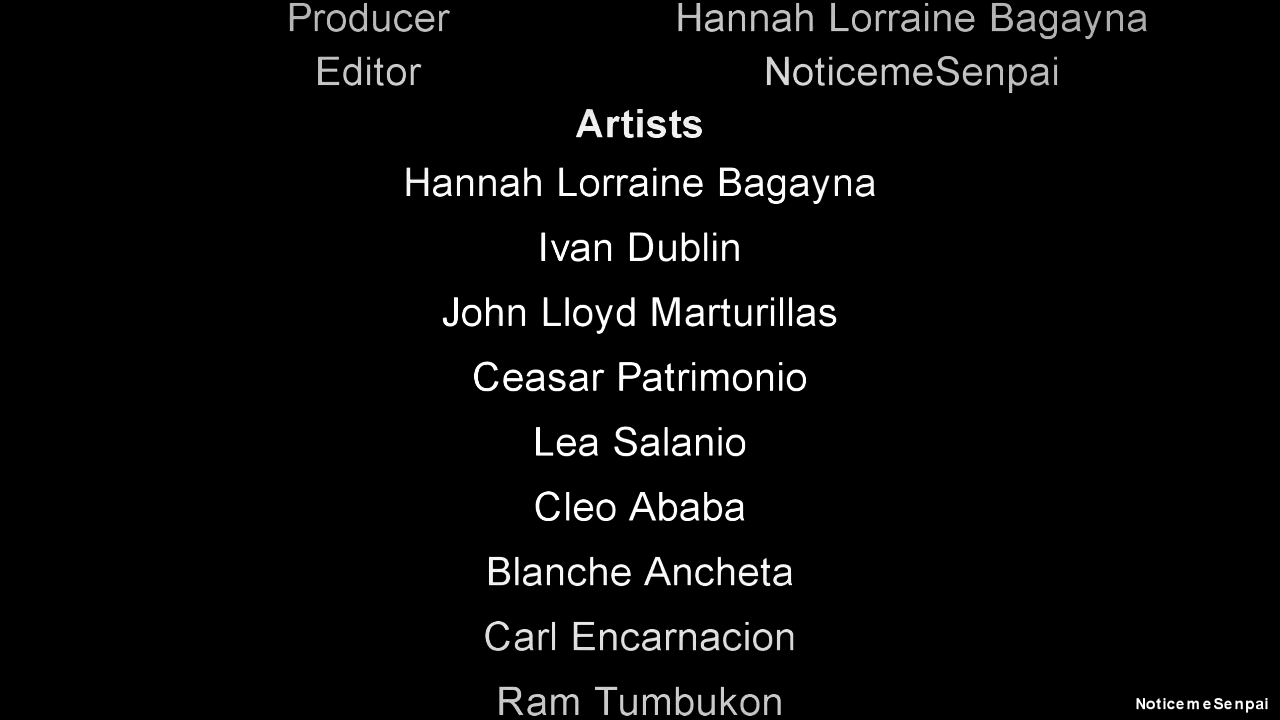 Producer Hannah Lorraine Bagayna
Editor NoticemeSenpai
Artists
Hannah Lorraine Bagayna
Ivan Dublin
John Lloyd Marturillas
Ceasar Patrimonio
Lea Salanio
Cleo Ababa
Blanche Ancheta
Carl Encarnacion
Ram Tumbukon
NoticemeSenpai